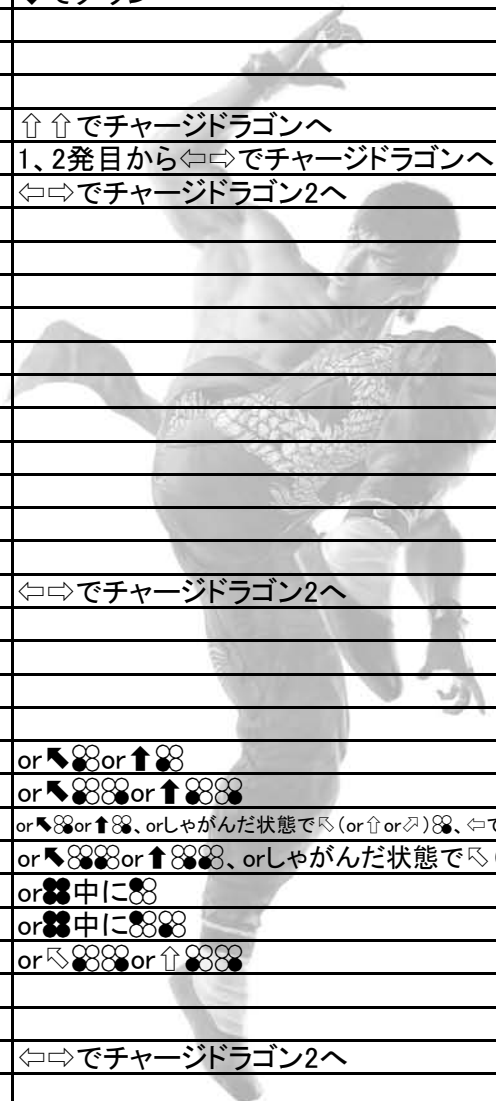 ⇧⇧でチャージドラゴンへ
1、2発目から⇦⇨でチャージドラゴンへ
⇦⇨でチャージドラゴン2へ
⇦⇨でチャージドラゴン2へ
or⬉or⬆
or⬉or⬆
or⬉or⬆、orしゃがんだ状態で⇖(or⇧or⇗)、⇦で
or⬉or⬆、orしゃがんだ状態で⇖(
or中に
or中に
or⇖or⇧
⇦⇨でチャージドラゴン2へ